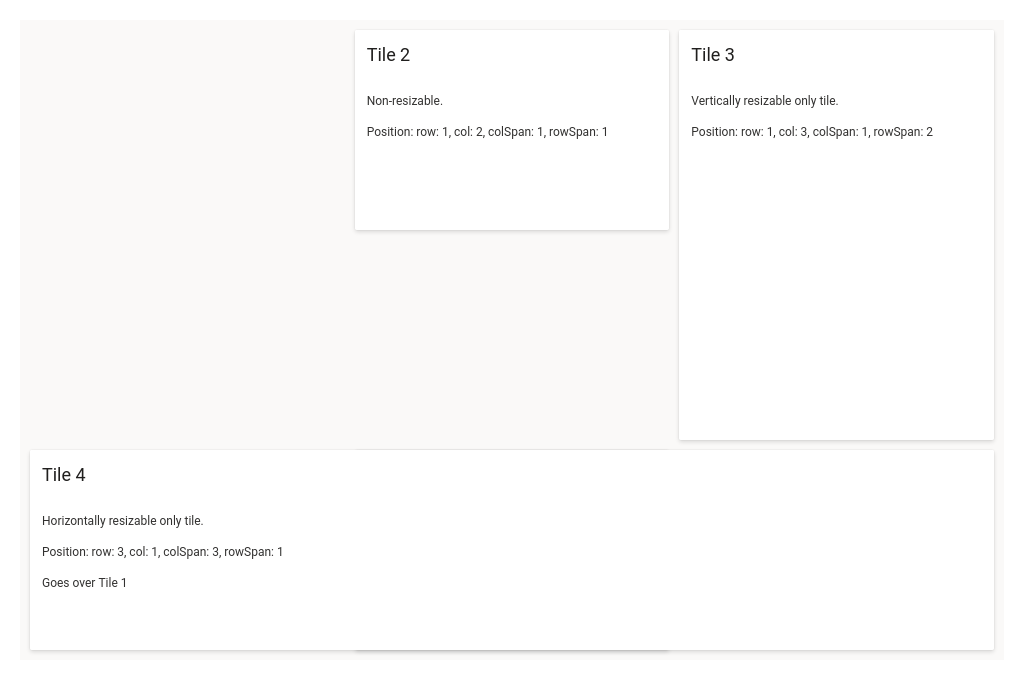 Tile 2
Non-resizable.
Position: row: 1, col: 2, colSpan: 1, rowSpan: 1
Tile 3
Vertically resizable only tile.
Position: row: 1, col: 3, colSpan: 1, rowSpan: 2
Tile 4
Horizontally resizable only tile.
Position: row: 3, col: 1, colSpan: 3, rowSpan: 1
Goes over Tile 1